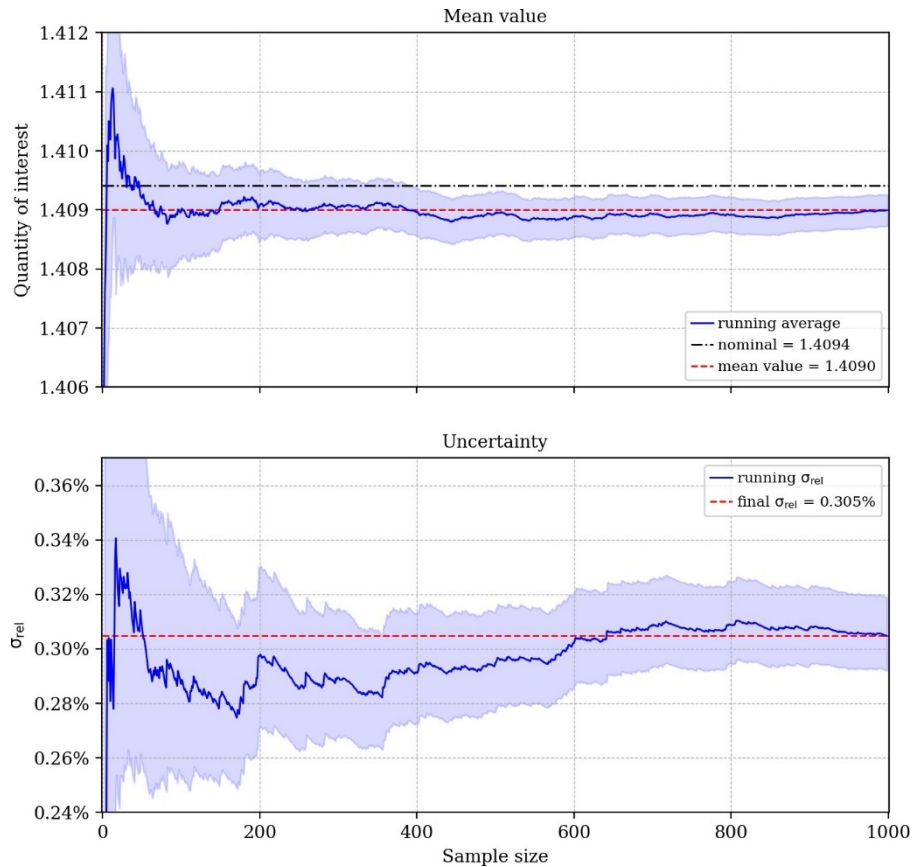 Mean value
1.412
1.411
1.410
1.409
1.408
1.407
1.406
Quantity of interest
running average
nominal = 1.4094
mean value = 1.4090
Uncertainty
0.36%
0.34%
0.32%
0.30%
0.28%
0.26%
0.24%
σrel
running σrel
final σrel = 0.305%
0
200
400
600
800
1000
Sample size